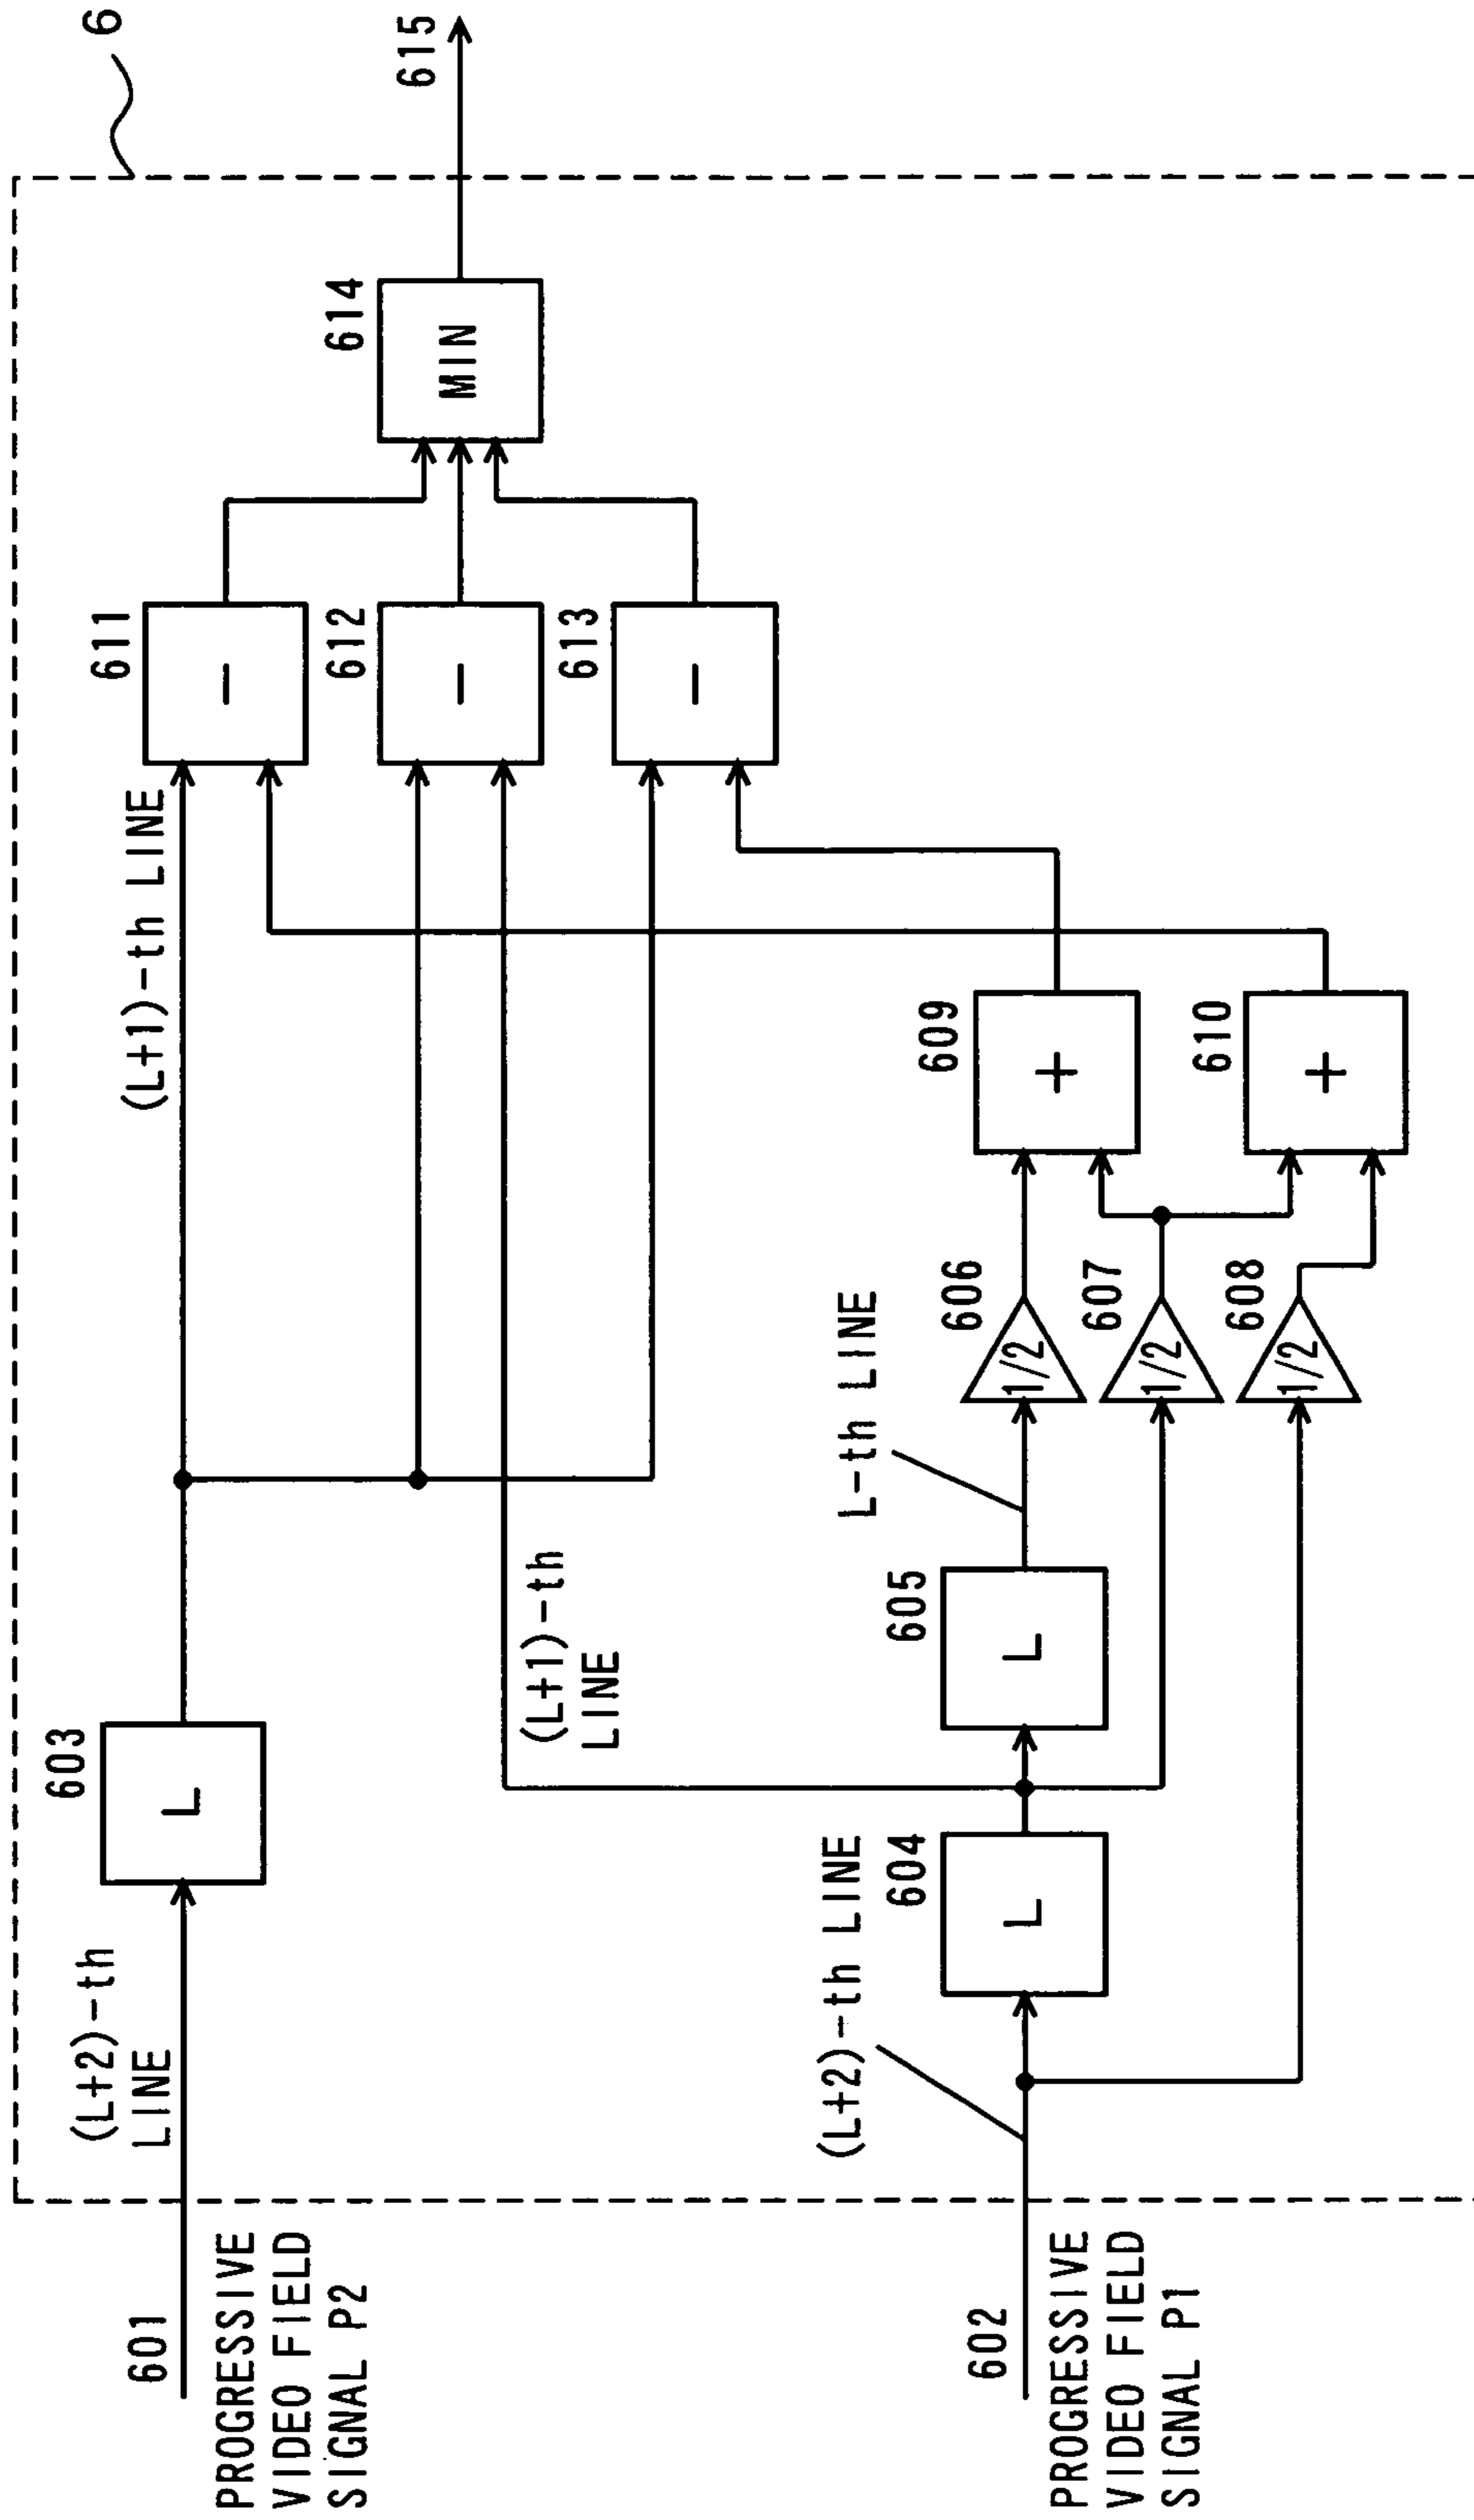 6
601
PROGRESSIVE
VIDEO FIELD
SIGNAL P2
(L+2)-th
LINE
603
L
(L+1)-th LINE
611
−
612
−
613
−
614
MIN
615
(L+1)-th
LINE
602
PROGRESSIVE
VIDEO FIELD
SIGNAL P1
(L+2)-th LINE
604
L
605
L
L-th LINE
606
1/2
607
1/2
608
1/2
609
+
610
+